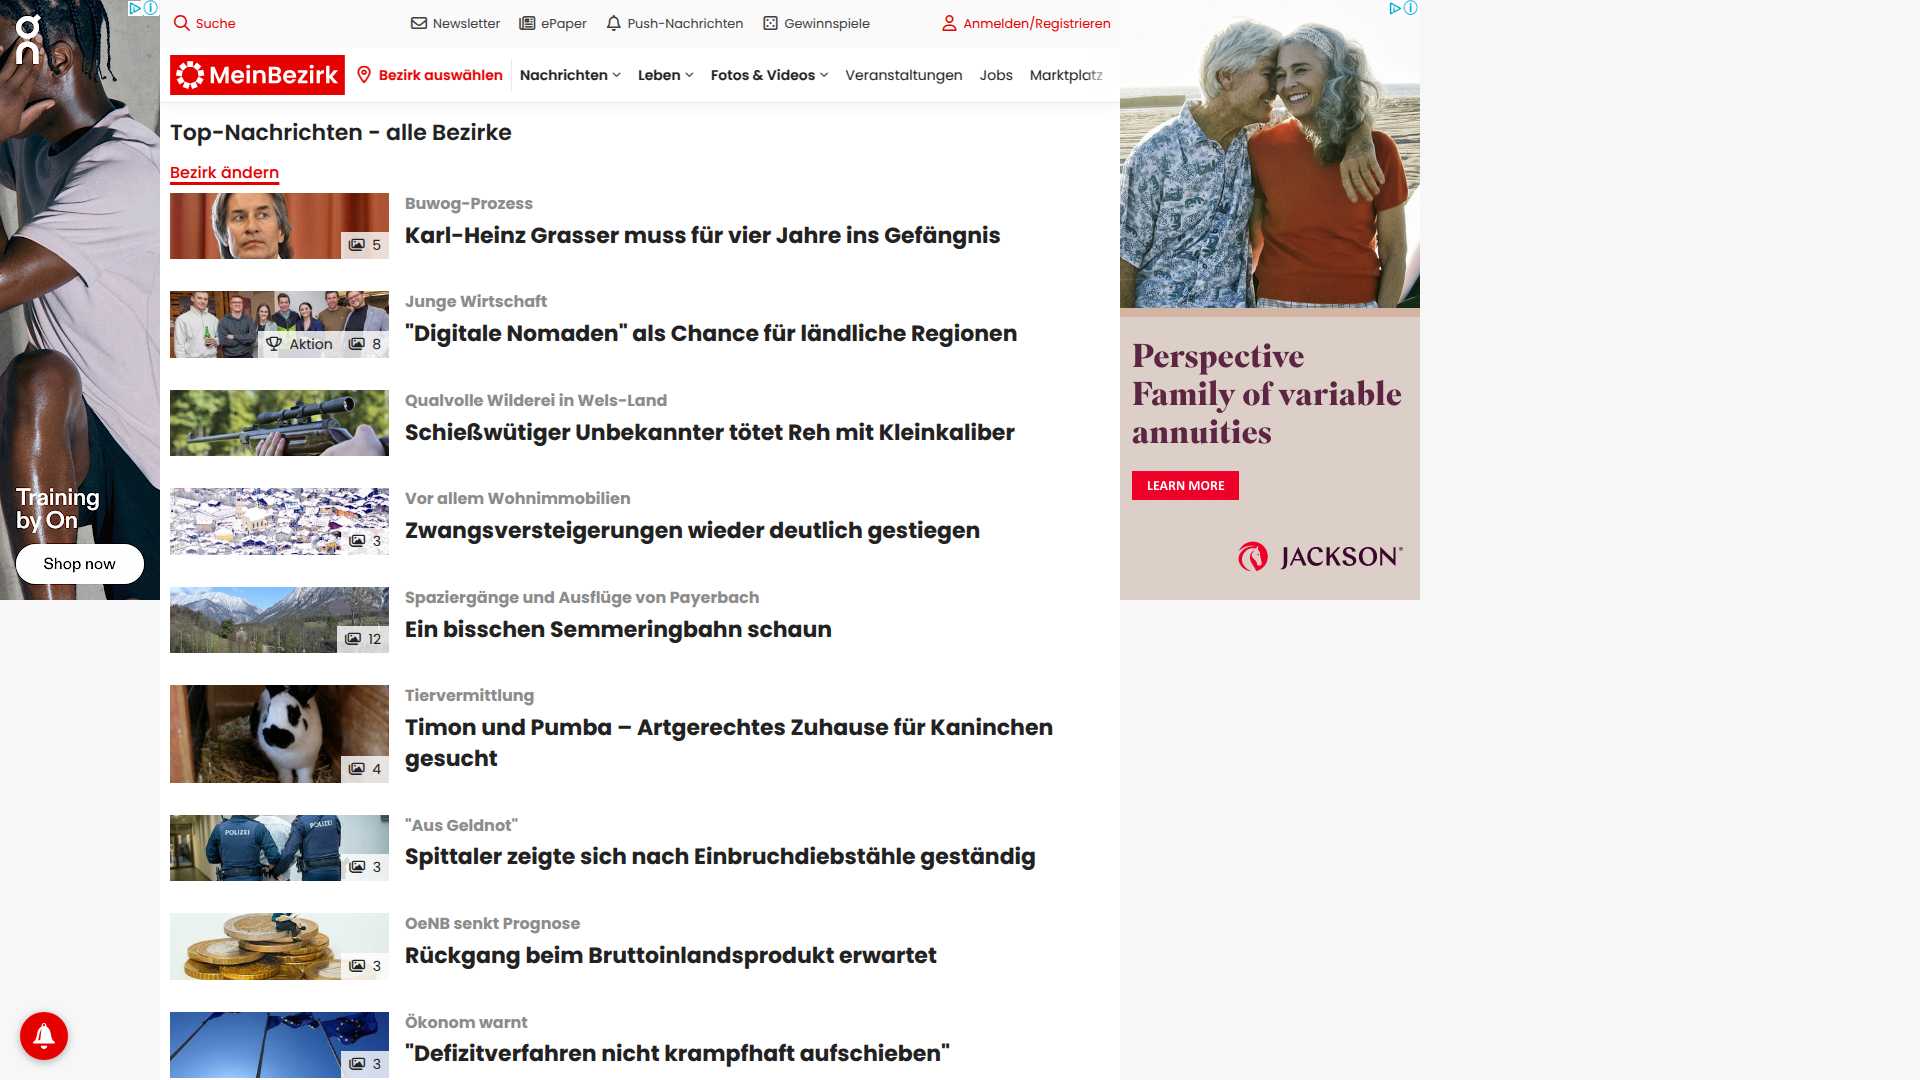 Suche
Newsletter
ePaper
Push-Nachrichten
Gewinnspiele
Anmelden/Registrieren
MeinBezirk
Bezirk auswählen
Nachrichten
Leben
Fotos & Videos
Veranstaltungen
Jobs
Marktplatz
Top-Nachrichten - alle Bezirke
Bezirk ändern
Buwog-Prozess
Karl-Heinz Grasser muss für vier Jahre ins Gefängnis
5
Junge Wirtschaft
"Digitale Nomaden" als Chance für ländliche Regionen
Aktion 8
Qualvolle Wilderei in Wels-Land
Schießwütiger Unbekannter tötet Reh mit Kleinkaliber
Vor allem Wohnimmobilien
Zwangsversteigerungen wieder deutlich gestiegen
3
Spaziergänge und Ausflüge von Payerbach
Ein bisschen Semmeringbahn schaun
12
Tiervermittlung
Timon und Pumba – Artgerechtes Zuhause für Kaninchen
gesucht
4
"Aus Geldnot"
Spittaler zeigte sich nach Einbruchdiebstähle geständig
POLIZEI
POLIZEI
3
OeNB senkt Prognose
Rückgang beim Bruttoinlandsprodukt erwartet
3
Ökonom warnt
"Defizitverfahren nicht krampfhaft aufschieben"
3
on
Training
by On
Shop now
Perspective
Family of variable
annuities
LEARN MORE
JACKSON®